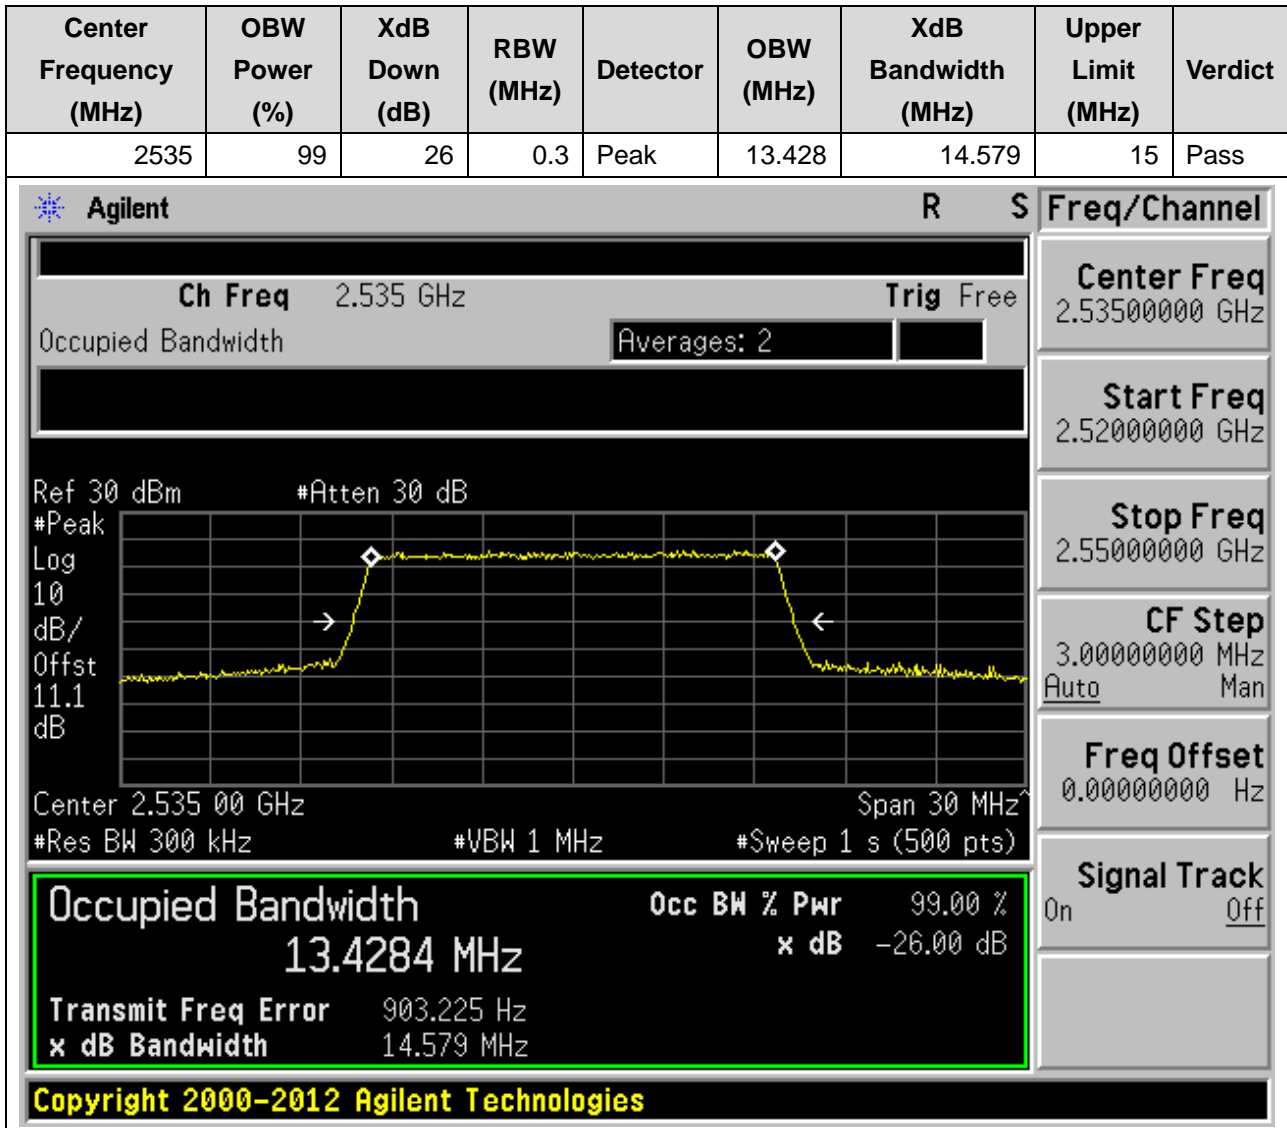 Center Frequency (MHz) OBW Power (%) XdB Down (dB) RBW (MHz) Detector OBW (MHz) XdB Bandwidth (MHz) Upper Limit (MHz) Verdict
2535 99 26 0.3 Peak 13.428 14.579 15 Pass
Agilent R S Freq/Channel
Ch Freq 2.535 GHz Trig Free
Occupied Bandwidth Averages: 2
Center Freq
2.53500000 GHz
Start Freq
2.52000000 GHz
Stop Freq
2.55000000 GHz
CF Step
3.00000000 MHz
Auto Man
Freq Offset
0.00000000 Hz
Signal Track
On Off
Ref 30 dBm #Atten 30 dB
#Peak
Log
10
dB/
Offst
11.1
dB
Center 2.535 00 GHz Span 30 MHz^
#Res BW 300 kHz #VBW 1 MHz #Sweep 1 s (500 pts)
Occupied Bandwidth Occ BW % Pwr 99.00 %
13.4284 MHz x dB -26.00 dB
Transmit Freq Error 903.225 Hz
x dB Bandwidth 14.579 MHz
Copyright 2000-2012 Agilent Technologies